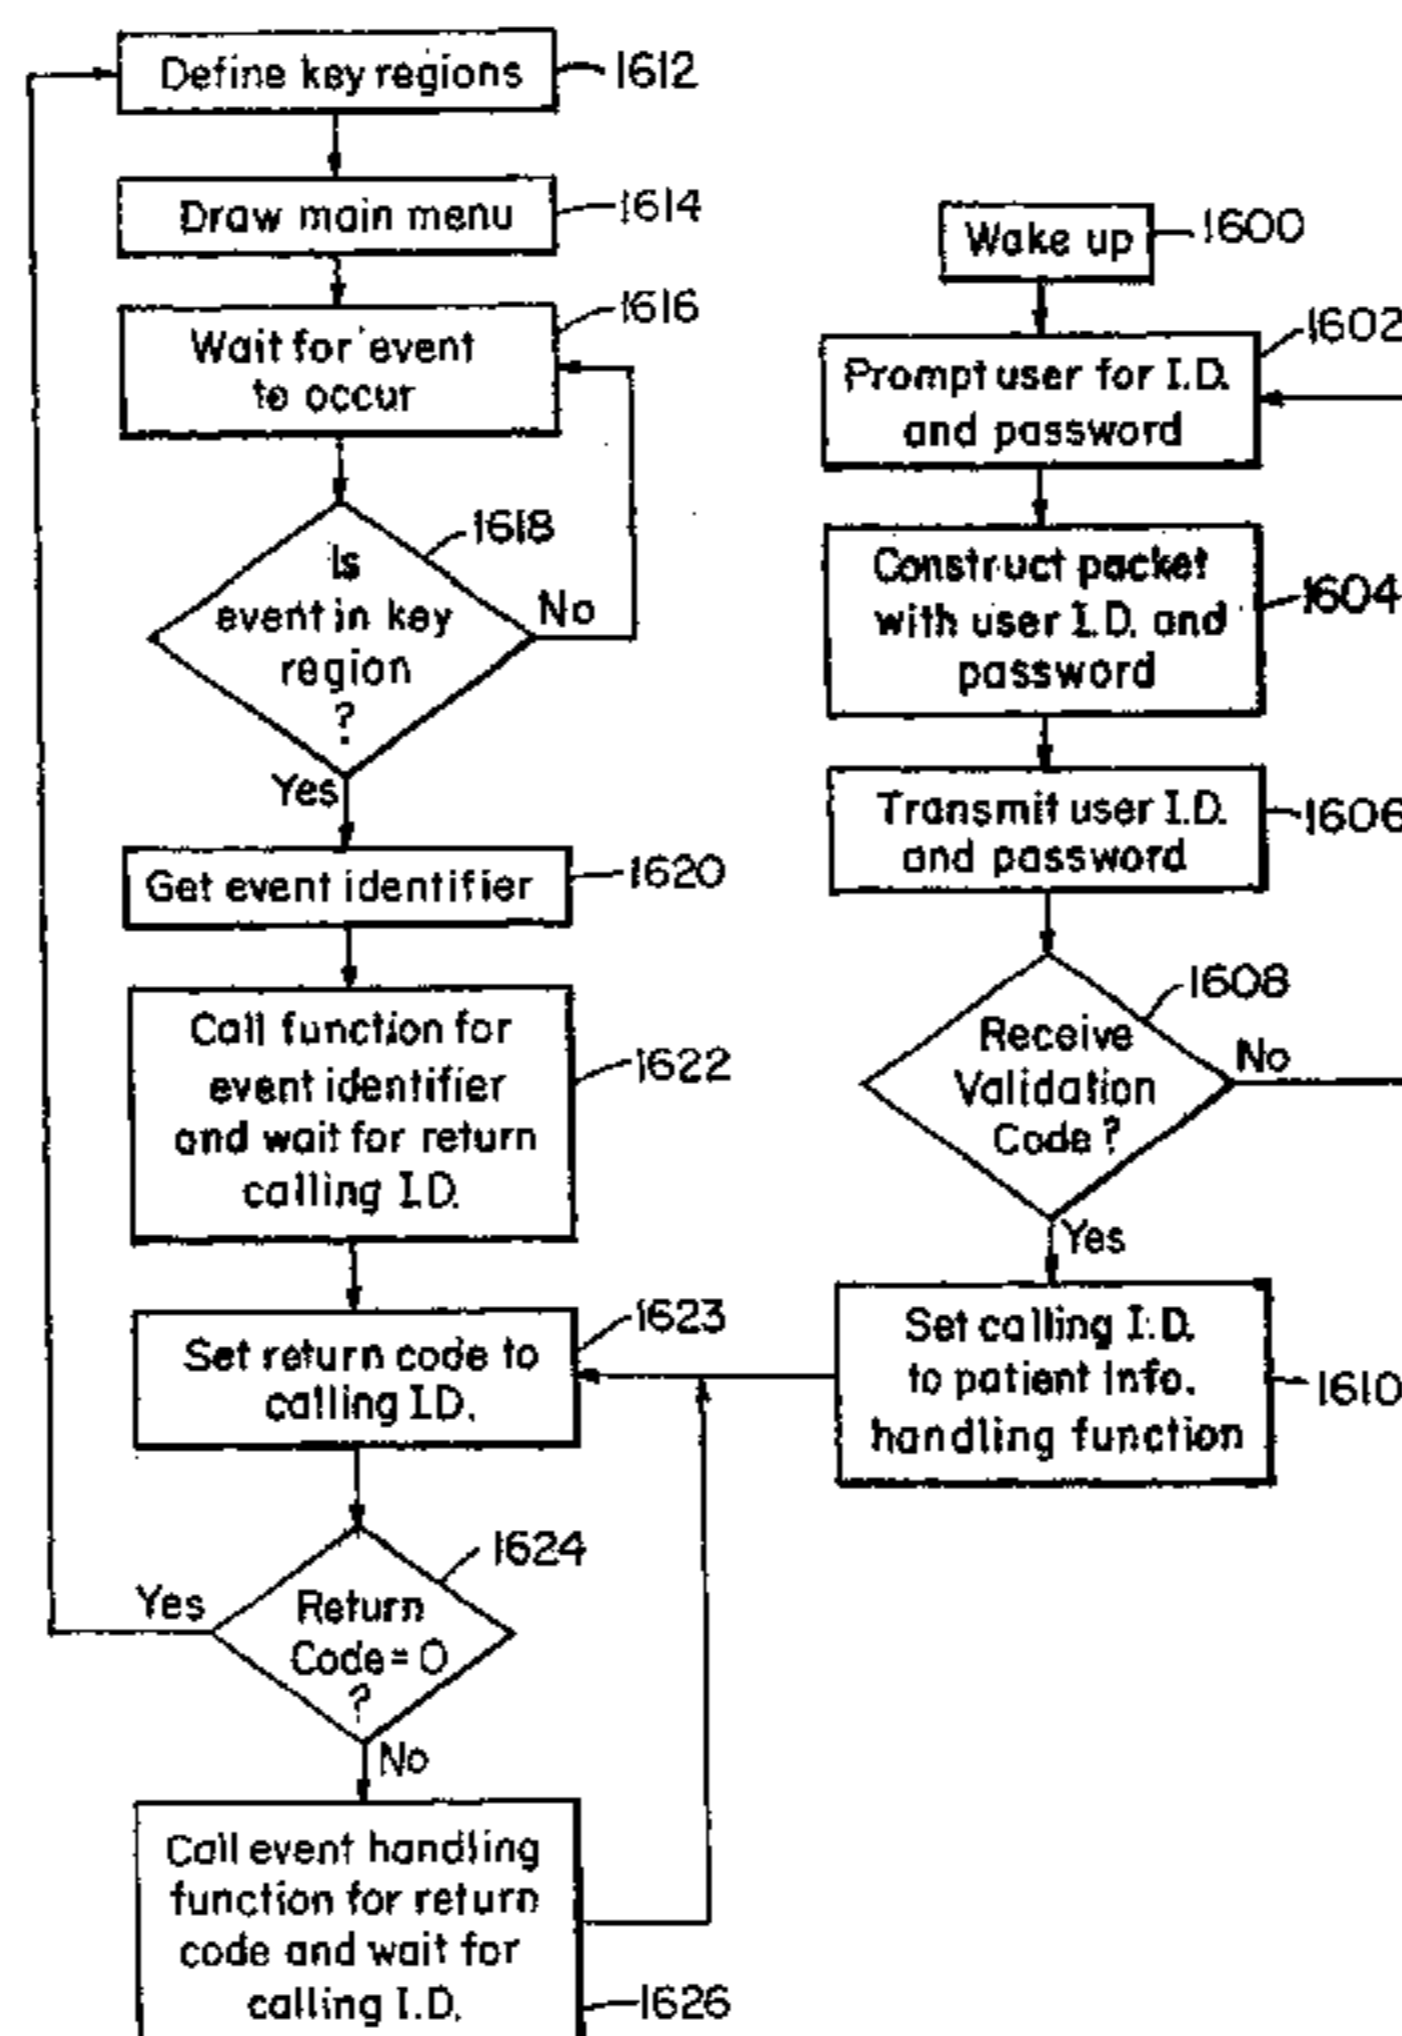 Define key regions
1612
Draw main menu
1614
Wait for event
to occur
1616
Is
event in key
region
?
1618
No
Yes
Get event identifier
1620
Call function for
event identifier
and wait for return
calling I.D.
1622
Set return code to
calling I.D.
1623
Return
Code = 0
?
1624
Yes
No
Call event handling
function for return
code and wait for
calling I.D.
1626
Wake up
1600
Prompt user for I.D.
and password
1602
Construct packet
with user I.D. and
password
1604
Transmit user I.D.
and password
1606
Receive
Validation
Code?
1608
No
Yes
Set calling I.D.
to patient Info.
handling function
1610